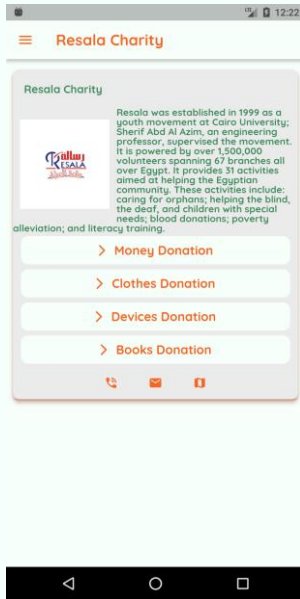 12:22
Resala Charity
Resala Charity
Resala was established in 1999 as a
youth movement at Cairo University;
Sherif Abd Al Azim, an engineering
professor, supervised the movement.
It is powered by over 1,500,000
volunteers spanning 67 branches all
over Egypt. It provides 31 activities
aimed at helping the Egyptian
community. These activities include:
caring for orphans; helping the blind,
the deaf, and children with special
needs; blood donations; poverty
alleviation; and literacy training.
رسالة
RESALA
Money Donation
Clothes Donation
Devices Donation
Books Donation